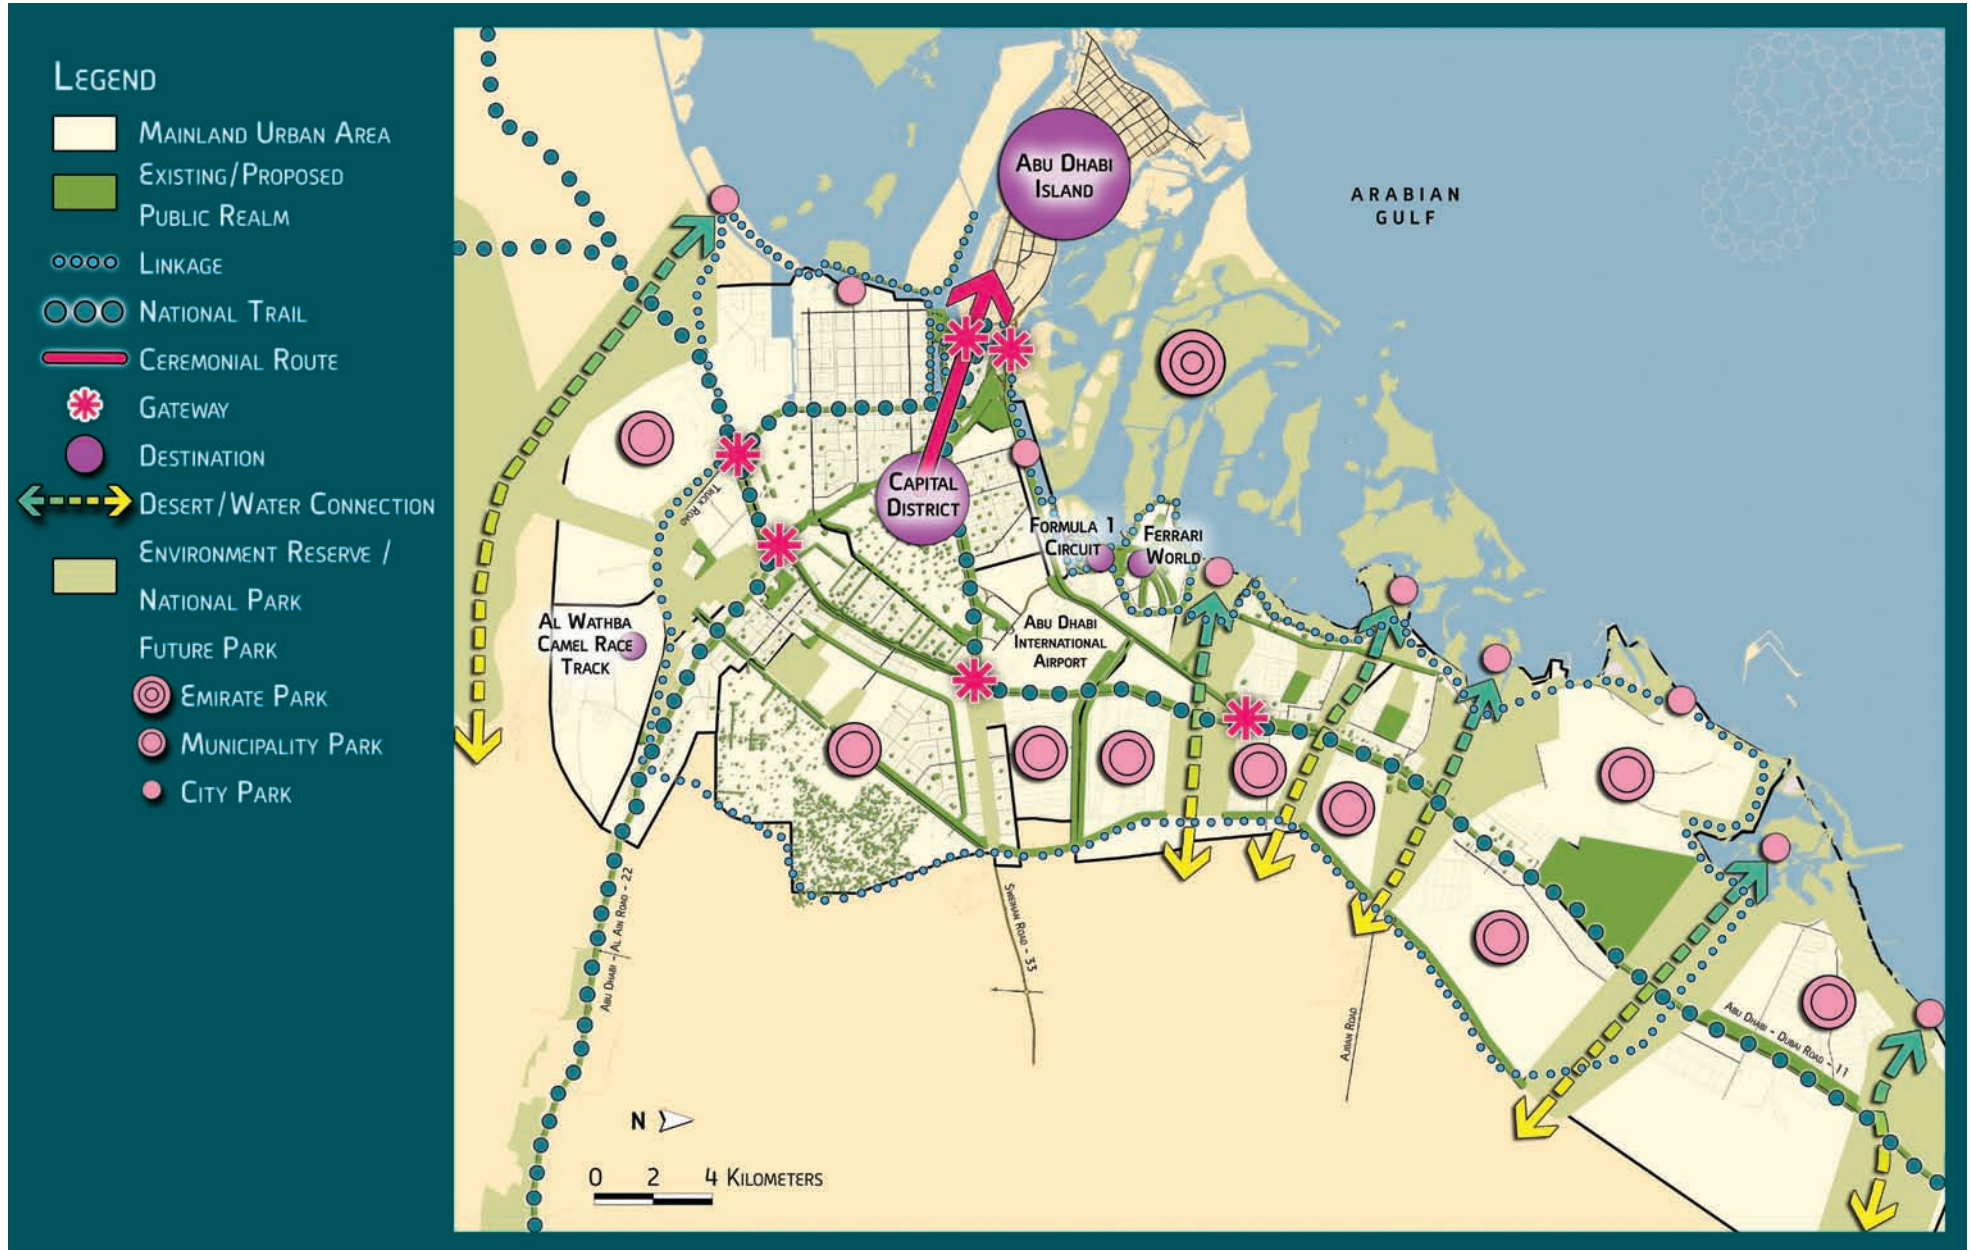 LEGEND
MAINLAND URBAN AREA
EXISTING/PROPOSED
PUBLIC REALM
LINKAGE
NATIONAL TRAIL
CEREMONIAL ROUTE
GATEWAY
DESTINATION
DESERT/WATER CONNECTION
ENVIRONMENT RESERVE /
NATIONAL PARK
FUTURE PARK
EMIRATE PARK
MUNICIPALITY PARK
CITY PARK
ABU DHABI
ISLAND
ARABIAN
GULF
CAPITAL
DISTRICT
TRUCK ROAD
FORMULA 1
CIRCUIT
FERRARI
WORLD
AL WATHBA
CAMEL RACE
TRACK
ABU DHABI
INTERNATIONAL
AIRPORT
ABU DHABI - AL AIN ROAD - 22
SWEIHAN ROAD - 33
AJBAN ROAD
ABU DHABI - DUBAI ROAD - 11
N
0 2 4 KILOMETERS